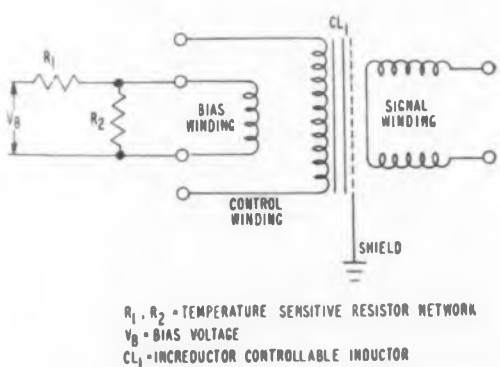 CL1
R1
VB
R2
BIAS
WINDING
SIGNAL
WINDING
CONTROL
WINDING
SHIELD
R1, R2 = TEMPERATURE SENSITIVE RESISTOR NETWORK
VB = BIAS VOLTAGE
CL1 = INCREDUCTOR CONTROLLABLE INDUCTOR